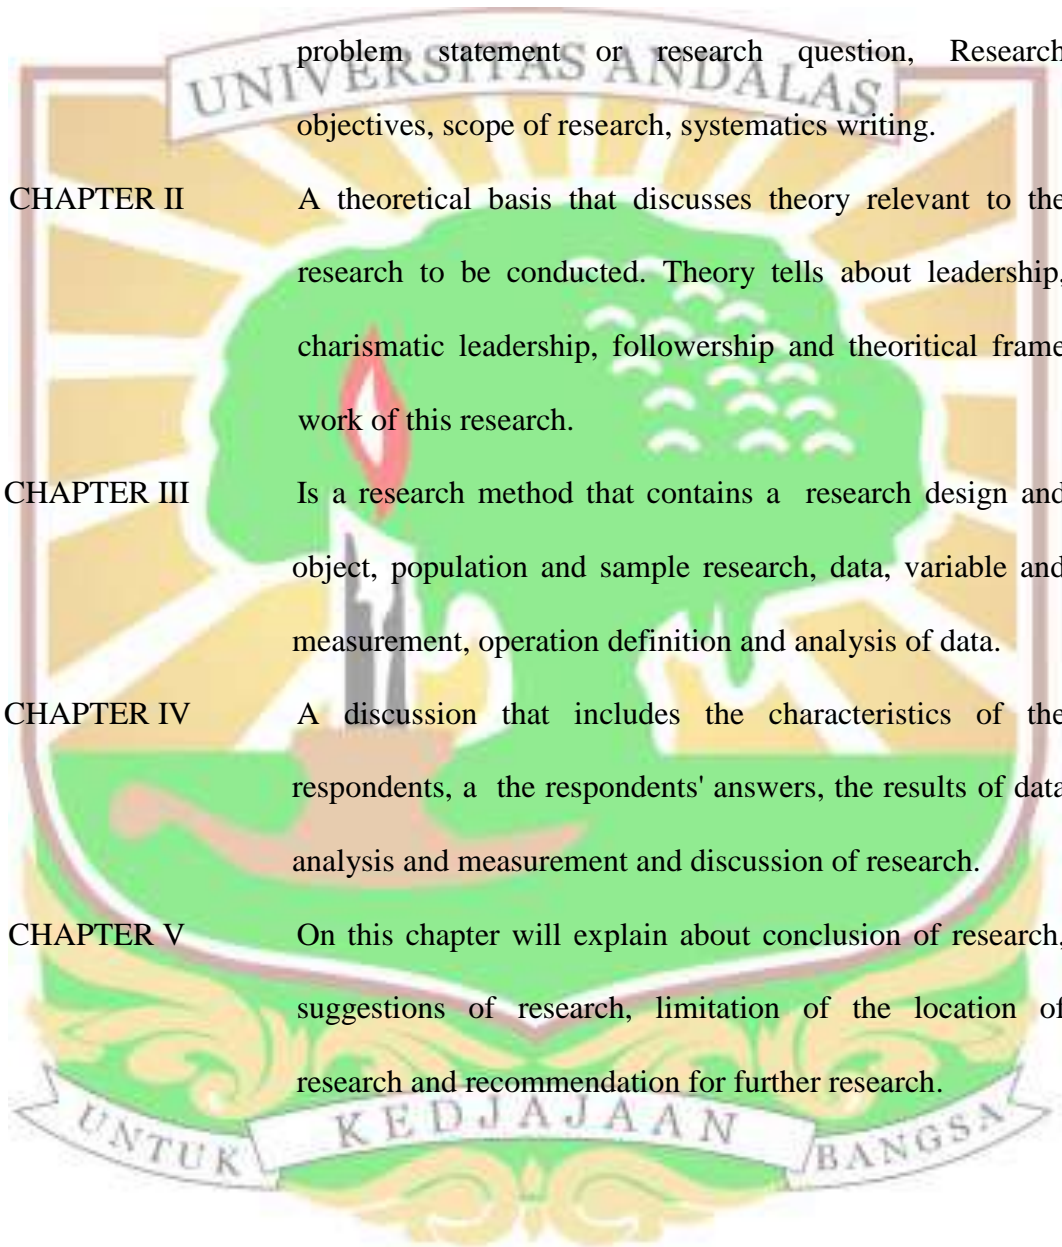 problem statement or research question, Research
UNIVERSITAS ANDALAS
objectives, scope of research, systematics writing.
CHAPTER II A theoretical basis that discusses theory relevant to the
research to be conducted. Theory tells about leadership,
charismatic leadership, followership and theoritical frame
work of this research.
CHAPTER III Is a research method that contains a research design and
object, population and sample research, data, variable and
measurement, operation definition and analysis of data.
CHAPTER IV A discussion that includes the characteristics of the
respondents, a the respondents' answers, the results of data
analysis and measurement and discussion of research.
CHAPTER V On this chapter will explain about conclusion of research,
suggestions of research, limitation of the location of
research and recommendation for further research.
UNTUK KEDJAJAAN BANGSA